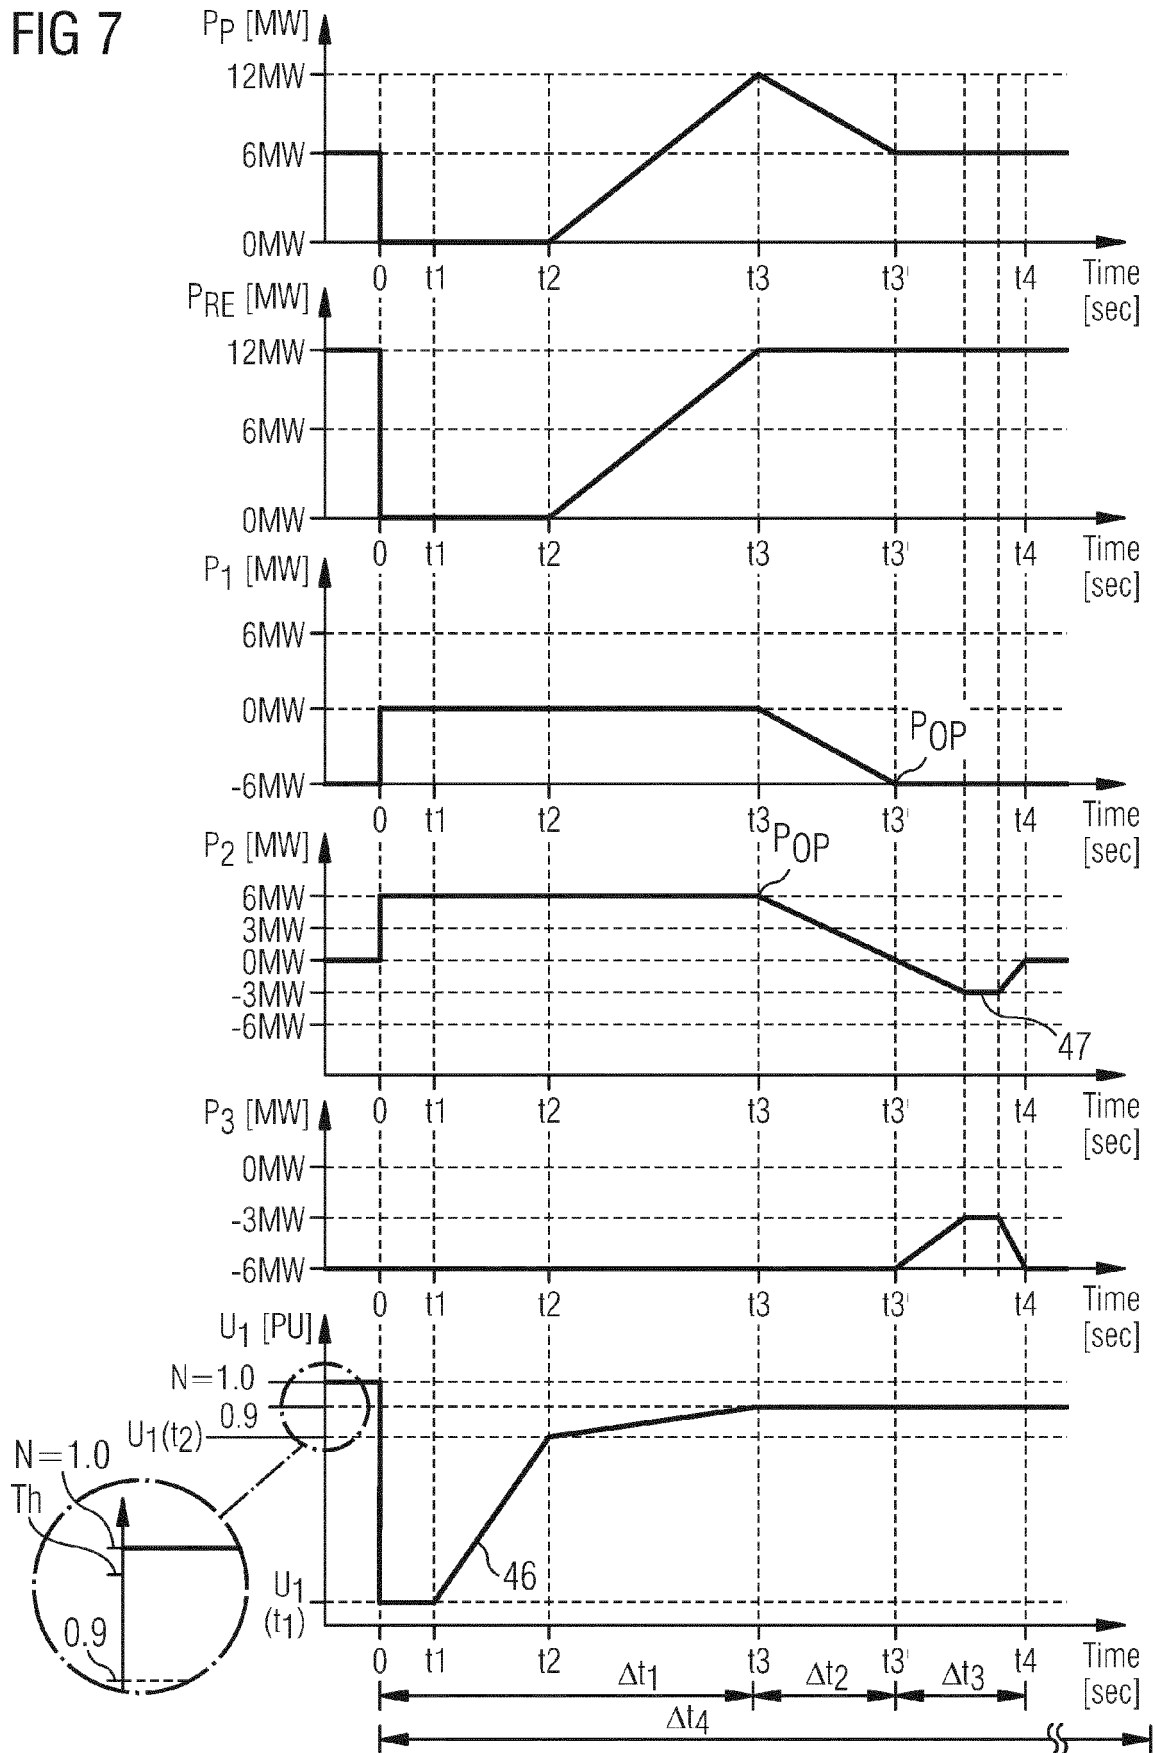 FIG 7
PP [MW]
12MW
6MW
0MW
0 t1 t2 t3 t3' t4 Time [sec]
PRE [MW]
12MW
6MW
0MW
0 t1 t2 t3 t3' t4 Time [sec]
P1 [MW]
6MW
0MW
POP
-6MW
0 t1 t2 t3 t3' t4 Time [sec]
P2 [MW]
POP
6MW
3MW
0MW
-3MW
-6MW
47
0 t1 t2 t3 t3' t4 Time [sec]
P3 [MW]
0MW
-3MW
-6MW
0 t1 t2 t3 t3' t4 Time [sec]
U1 [PU]
N=1.0
0.9
U1(t2)
N=1.0
Th
46
U1
(t1)
0.9
0 t1 t2 t3 t3' t4 Time [sec]
Δt1 Δt2 Δt3
Δt4